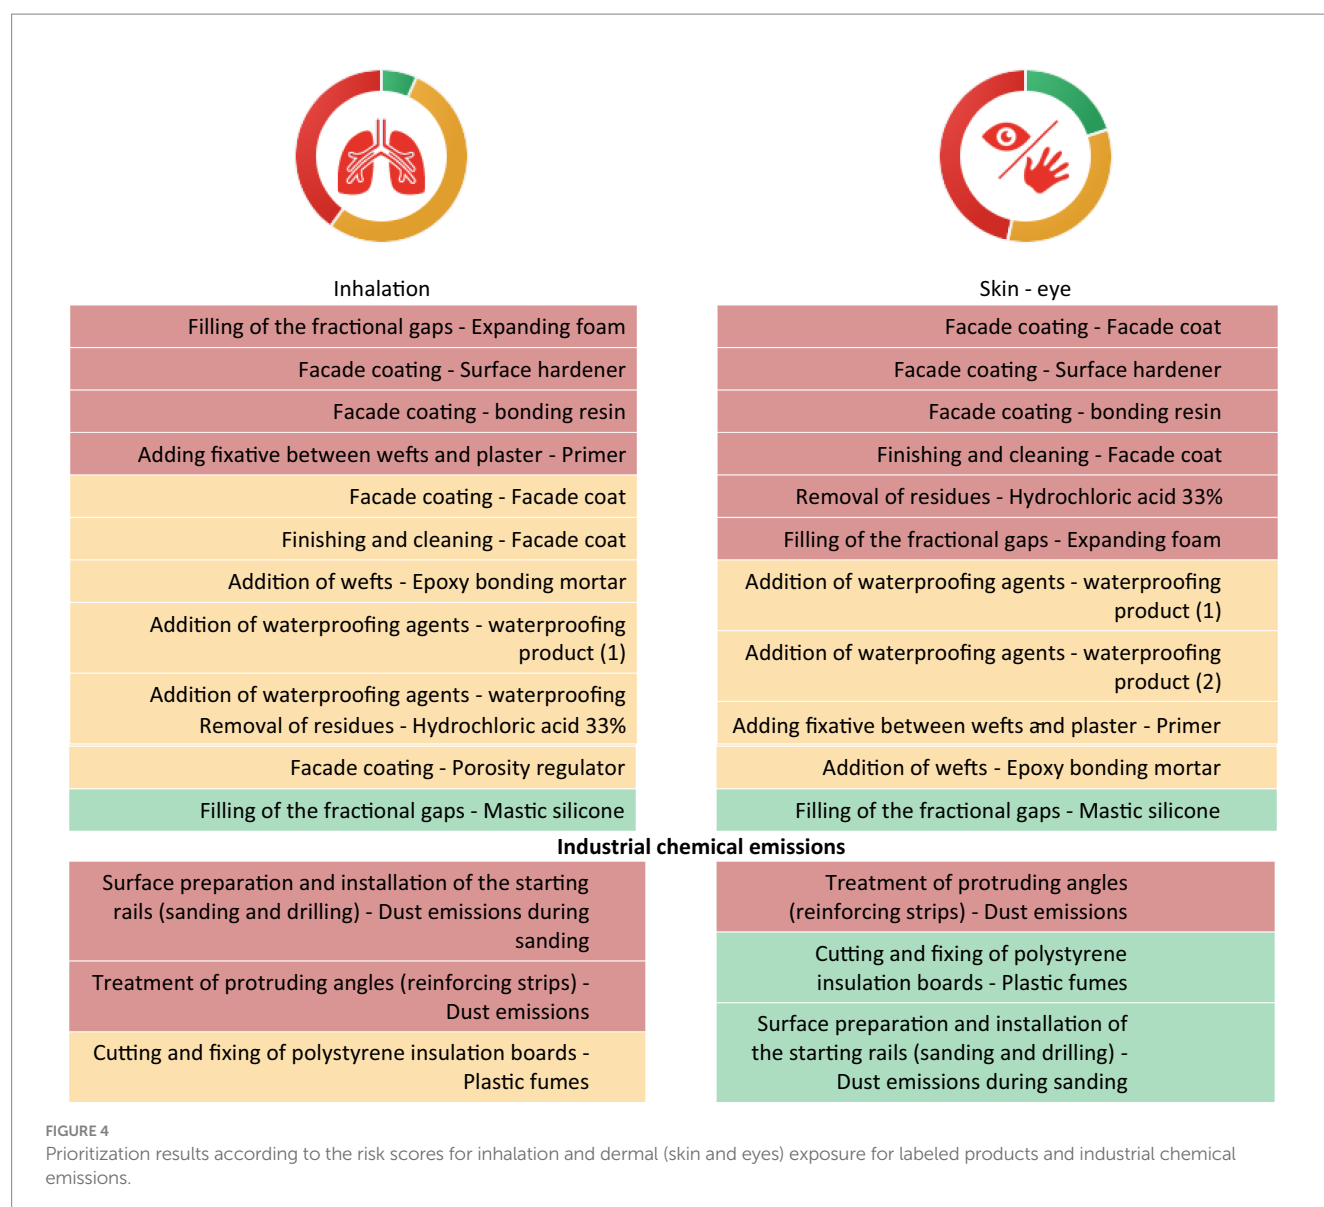 Inhalation
Filling of the fractional gaps - Expanding foam
Facade coating - Surface hardener
Facade coating - bonding resin
Adding fixative between wefts and plaster - Primer
Facade coating - Facade coat
Finishing and cleaning - Facade coat
Addition of wefts - Epoxy bonding mortar
Addition of waterproofing agents - waterproofing
product (1)
Addition of waterproofing agents - waterproofing
Removal of residues - Hydrochloric acid 33%
Facade coating - Porosity regulator
Filling of the fractional gaps - Mastic silicone
Skin - eye
Facade coating - Facade coat
Facade coating - Surface hardener
Facade coating - bonding resin
Finishing and cleaning - Facade coat
Removal of residues - Hydrochloric acid 33%
Filling of the fractional gaps - Expanding foam
Addition of waterproofing agents - waterproofing
product (1)
Addition of waterproofing agents - waterproofing
product (2)
Adding fixative between wefts and plaster - Primer
Addition of wefts - Epoxy bonding mortar
Filling of the fractional gaps - Mastic silicone
Industrial chemical emissions
Surface preparation and installation of the starting
rails (sanding and drilling) - Dust emissions during
sanding
Treatment of protruding angles (reinforcing strips) -
Dust emissions
Cutting and fixing of polystyrene insulation boards -
Plastic fumes
Treatment of protruding angles
(reinforcing strips) - Dust emissions
Cutting and fixing of polystyrene
insulation boards - Plastic fumes
Surface preparation and installation of
the starting rails (sanding and drilling) -
Dust emissions during sanding
FIGURE 4
Prioritization results according to the risk scores for inhalation and dermal (skin and eyes) exposure for labeled products and industrial chemical
emissions.